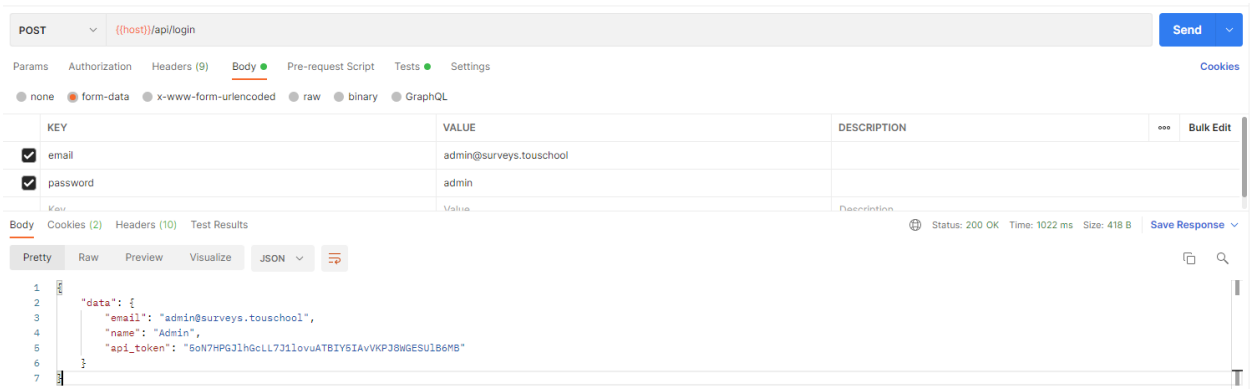 POST {{host}}/api/login Send
Params Authorization Headers (9) Body Pre-request Script Tests Settings Cookies
none form-data x-www-form-urlencoded raw binary GraphQL
KEY VALUE DESCRIPTION ooo Bulk Edit
email admin@surveys.touschool
password admin
Key Value Description
Body Cookies (2) Headers (10) Test Results Status: 200 OK Time: 1022 ms Size: 418 B Save Response
Pretty Raw Preview Visualize JSON
1 {
2 "data": {
3 "email": "admin@surveys.touschool",
4 "name": "Admin",
5 "api_token": "5oN7HPGJlhGcLL7J1lovuATBIY5IAvVKPJ8WGESUlB6MB"
6 }
7 }